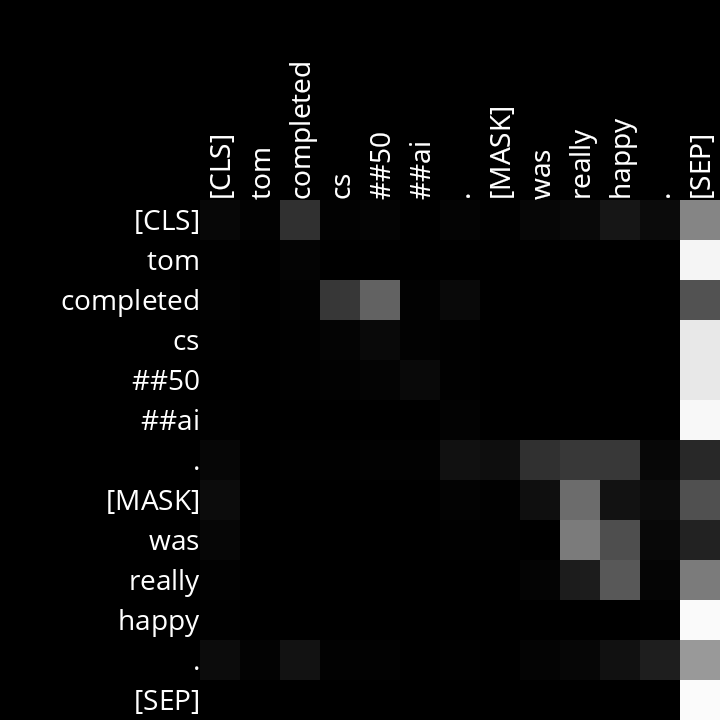 [CLS]
tom
completed
cs
##50
##ai
.
[MASK]
was
really
happy
.
[SEP]
[CLS]
tom
completed
cs
##50
##ai
.
[MASK]
was
really
happy
.
[SEP]